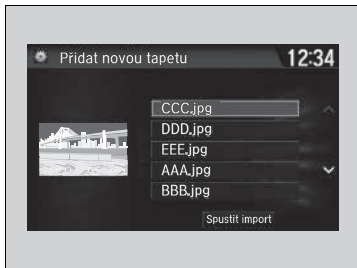 Přidat novou tapetu 12:34
CCC.jpg
DDD.jpg
EEE.jpg
AAA.jpg
BBB.jpg
Spustit import